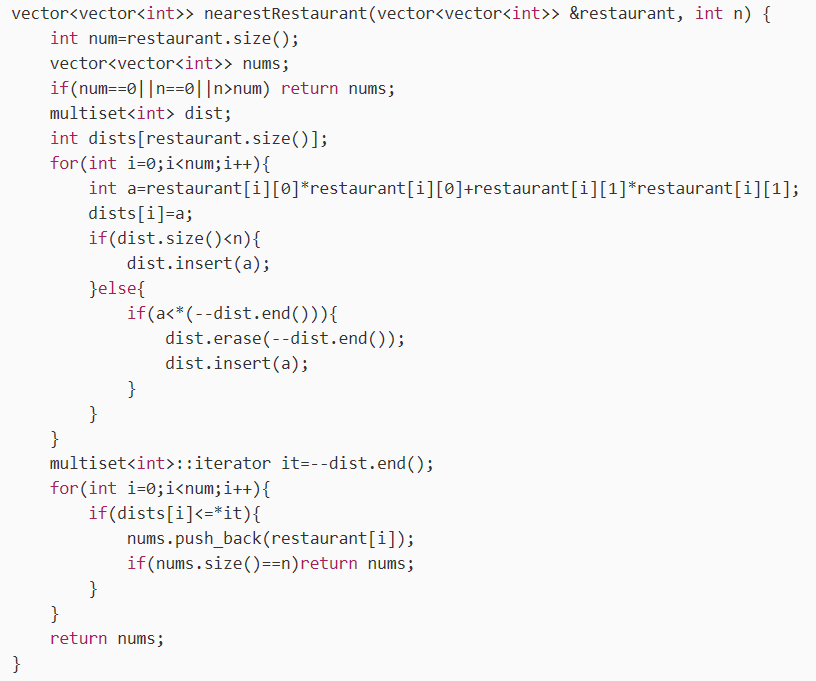 vector<vector<int>> nearestRestaurant(vector<vector<int>> &restaurant, int n) {
    int num=restaurant.size();
    vector<vector<int>> nums;
    if(num==0||n==0||n>num) return nums;
    multiset<int> dist;
    int dists[restaurant.size()];
    for(int i=0;i<num;i++){
        int a=restaurant[i][0]*restaurant[i][0]+restaurant[i][1]*restaurant[i][1];
        dists[i]=a;
        if(dist.size()<n){
            dist.insert(a);
        }else{
            if(a<*(--dist.end())){
                dist.erase(--dist.end());
                dist.insert(a);
            }
        }
    }
    multiset<int>::iterator it=--dist.end();
    for(int i=0;i<num;i++){
        if(dists[i]<=*it){
            nums.push_back(restaurant[i]);
            if(nums.size()==n)return nums;
        }
    }
    return nums;
}